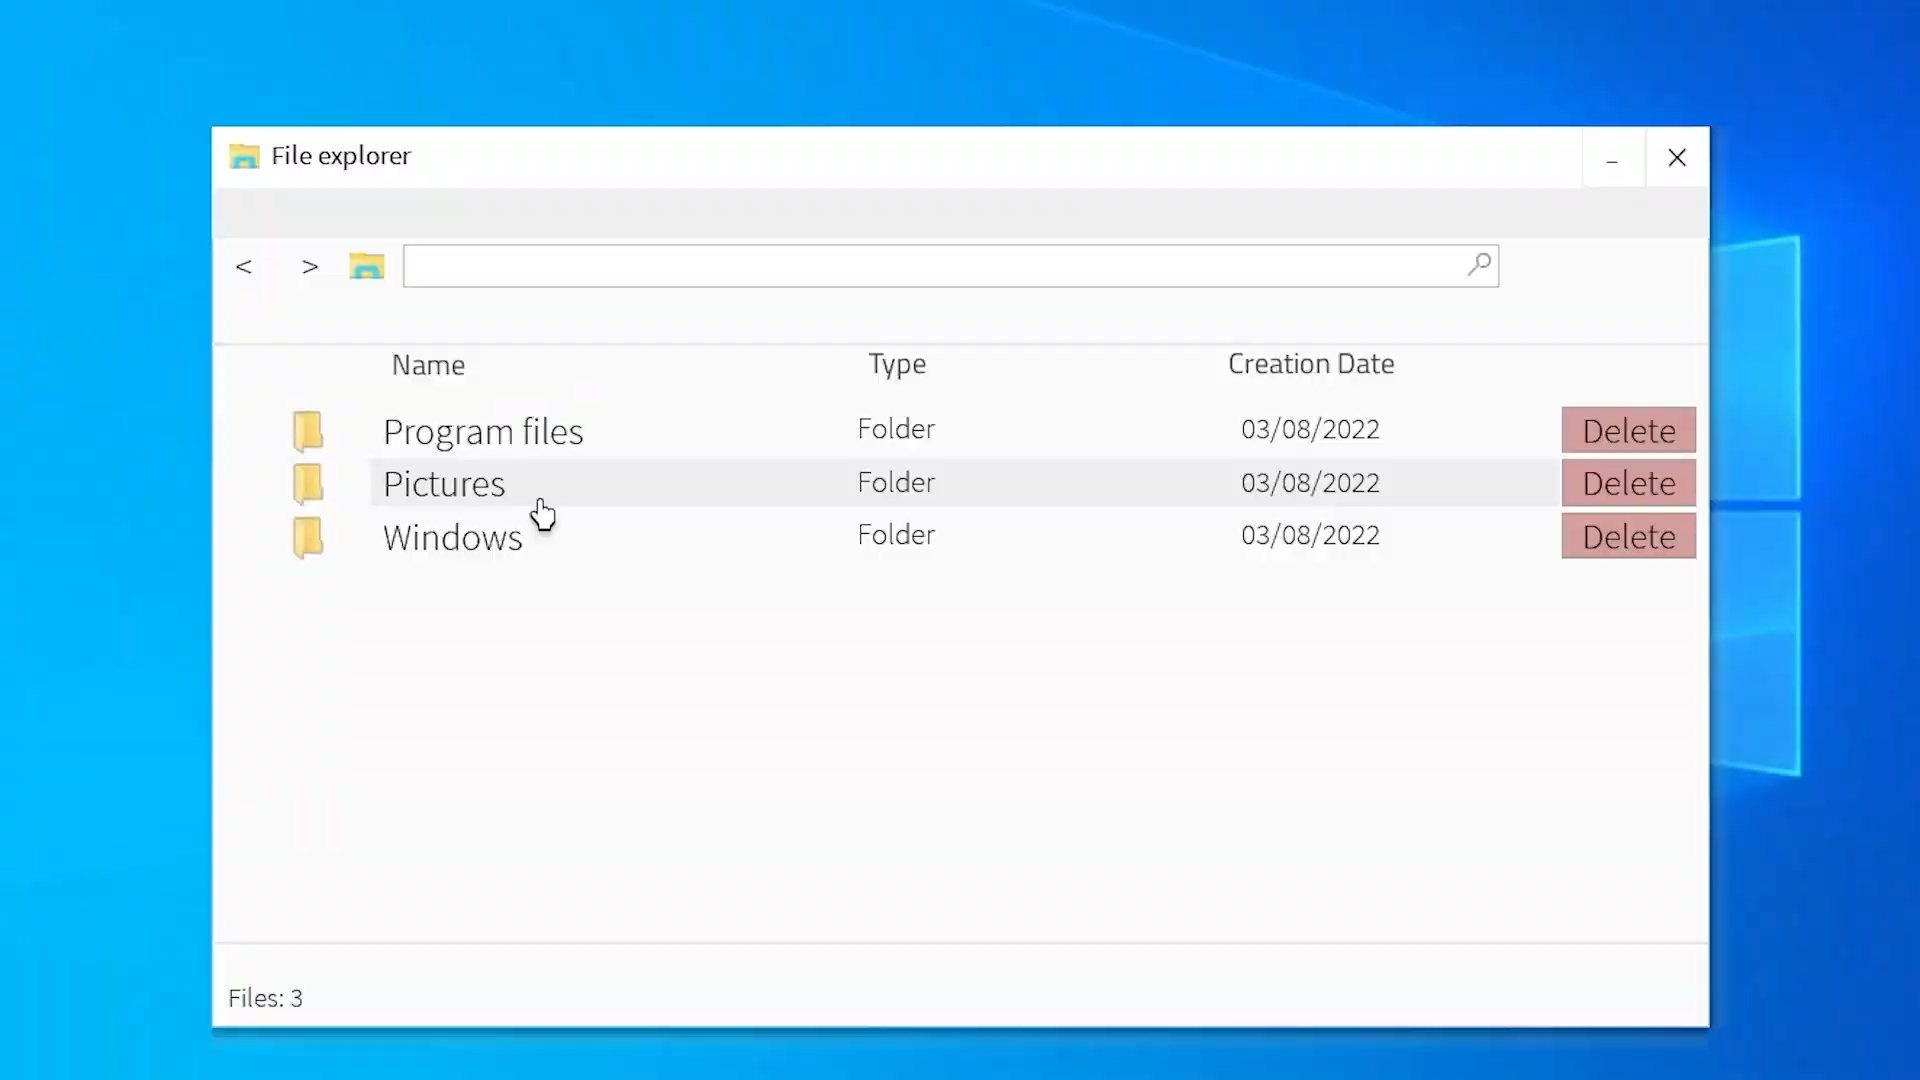 File explorer
< >
Name Type Creation Date
Program files Folder 03/08/2022 Delete
Pictures Folder 03/08/2022 Delete
Windows Folder 03/08/2022 Delete
Files: 3